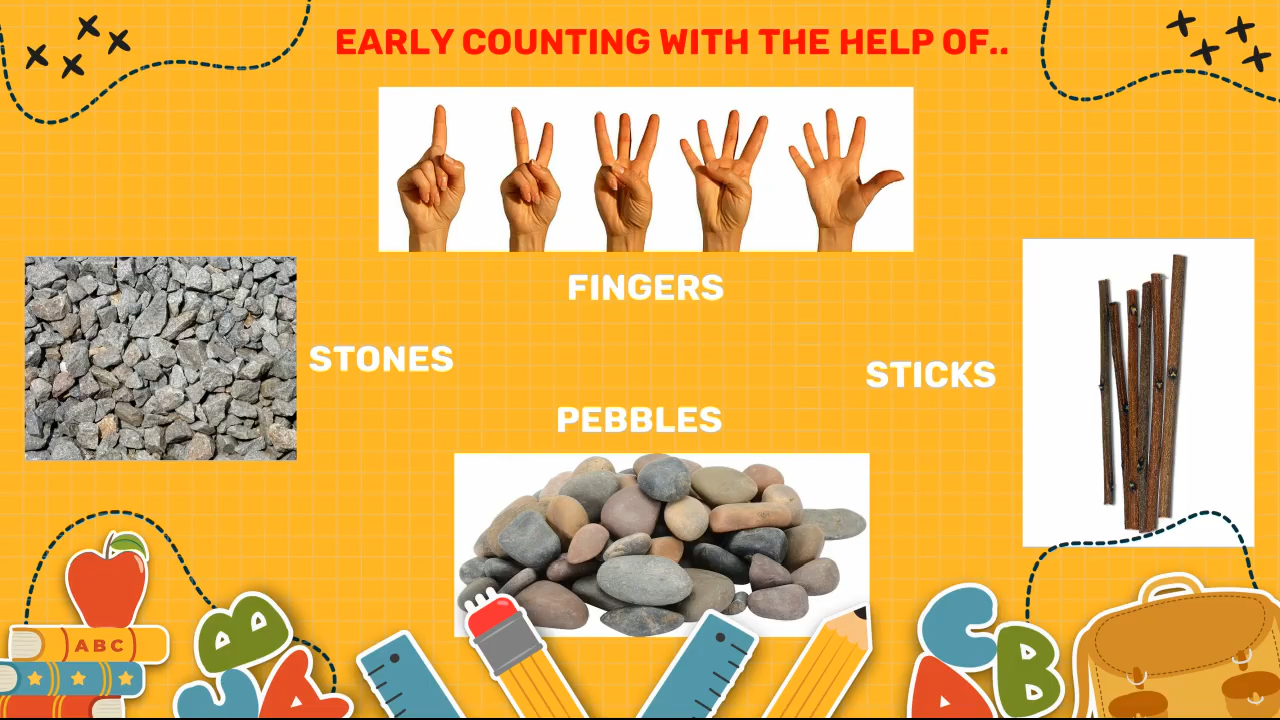 EARLY COUNTING WITH THE HELP OF..
FINGERS
STONES
STICKS
PEBBLES
ABC
B
C
A
C
B
A